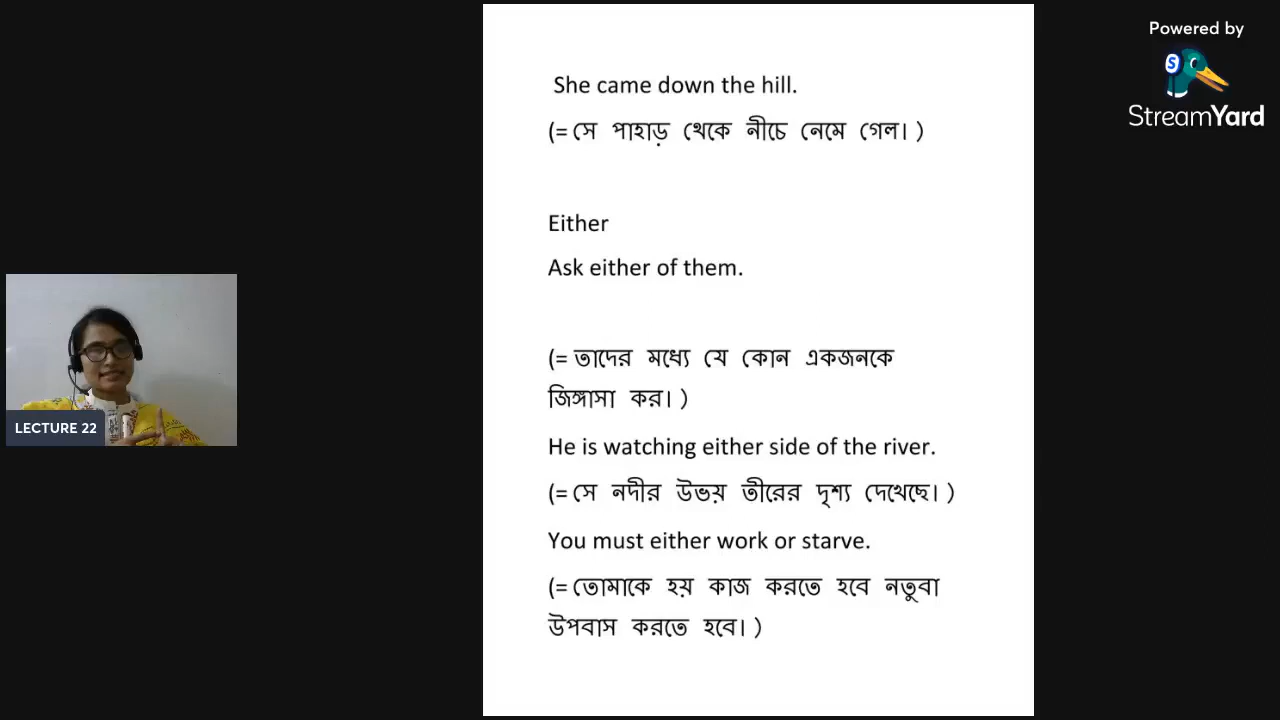 Powered by
StreamYard
She came down the hill.
(= সে পাহাড় থেকে নীচে নেমে গেল। )
Either
Ask either of them.
(= তাদের মধ্যে যে কোন একজনকে
জিঙ্গাসা কর। )
He is watching either side of the river.
(= সে নদীর উভয় তীরের দৃশ্য দেখেছে। )
You must either work or starve.
(= তোমাকে হয় কাজ করতে হবে নতুবা
উপবাস করতে হবে। )
LECTURE 22